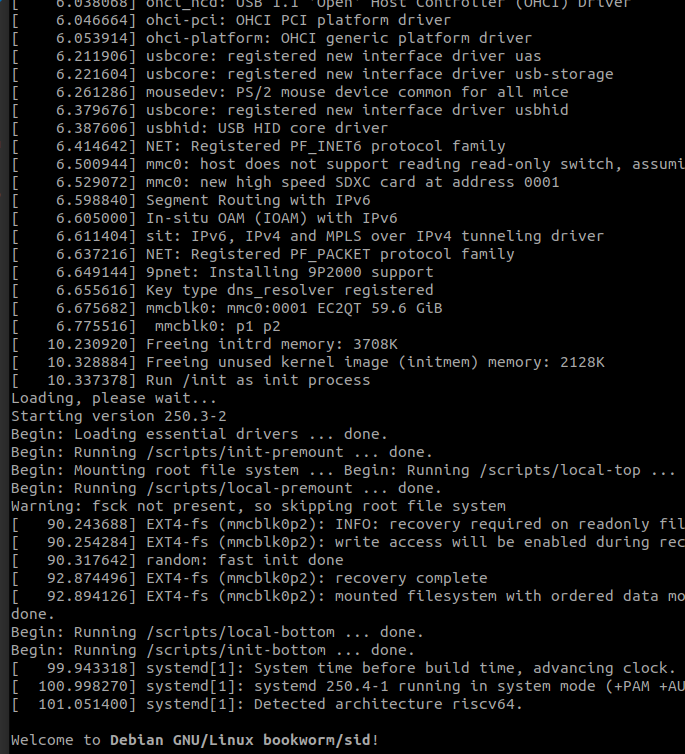 [    6.038068] ohci_hcd: USB 1.1 'Open' Host Controller (OHCI) Driver
[    6.046664] ohci-pci: OHCI PCI platform driver
[    6.053914] ohci-platform: OHCI generic platform driver
[    6.211906] usbcore: registered new interface driver uas
[    6.221604] usbcore: registered new interface driver usb-storage
[    6.261286] mousedev: PS/2 mouse device common for all mice
[    6.379676] usbcore: registered new interface driver usbhid
[    6.387606] usbhid: USB HID core driver
[    6.414642] NET: Registered PF_INET6 protocol family
[    6.500944] mmc0: host does not support reading read-only switch, assumi
[    6.529072] mmc0: new high speed SDXC card at address 0001
[    6.598840] Segment Routing with IPv6
[    6.605000] In-situ OAM (IOAM) with IPv6
[    6.611404] sit: IPv6, IPv4 and MPLS over IPv4 tunneling driver
[    6.637216] NET: Registered PF_PACKET protocol family
[    6.649144] 9pnet: Installing 9P2000 support
[    6.655616] Key type dns_resolver registered
[    6.675682] mmcblk0: mmc0:0001 EC2QT 59.6 GiB
[    6.775516]  mmcblk0: p1 p2
[   10.230920] Freeing initrd memory: 3708K
[   10.328884] Freeing unused kernel image (initmem) memory: 2128K
[   10.337378] Run /init as init process
Loading, please wait...
Starting version 250.3-2
Begin: Loading essential drivers ... done.
Begin: Running /scripts/init-premount ... done.
Begin: Mounting root file system ... Begin: Running /scripts/local-top ...
Begin: Running /scripts/local-premount ... done.
Warning: fsck not present, so skipping root file system
[   90.243688] EXT4-fs (mmcblk0p2): INFO: recovery required on readonly fil
[   90.254284] EXT4-fs (mmcblk0p2): write access will be enabled during rec
[   90.317642] random: fast init done
[   92.874496] EXT4-fs (mmcblk0p2): recovery complete
[   92.894126] EXT4-fs (mmcblk0p2): mounted filesystem with ordered data mo
done.
Begin: Running /scripts/local-bottom ... done.
Begin: Running /scripts/init-bottom ... done.
[   99.943318] systemd[1]: System time before build time, advancing clock.
[  100.998270] systemd[1]: systemd 250.4-1 running in system mode (+PAM +AU
[  101.051400] systemd[1]: Detected architecture riscv64.
Welcome to Debian GNU/Linux bookworm/sid!